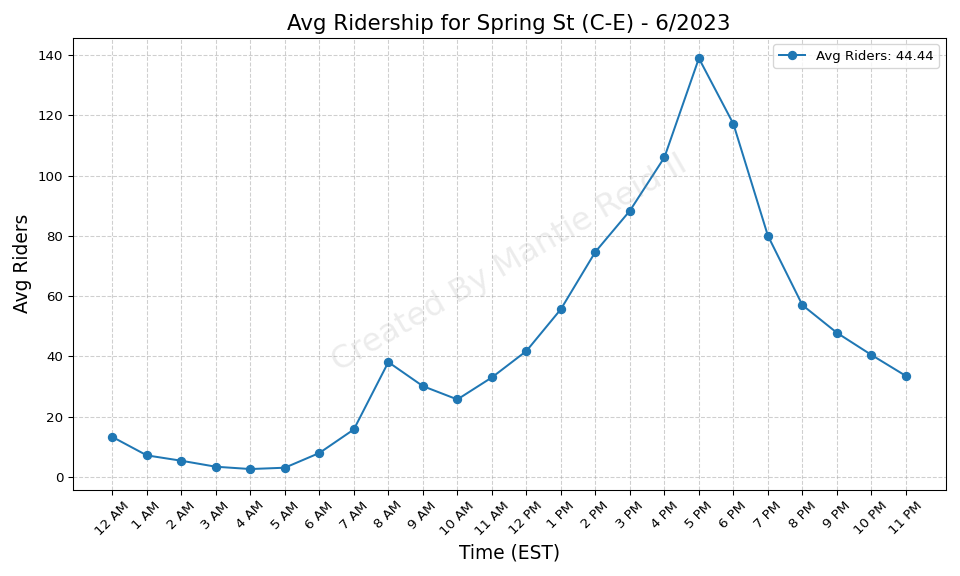 Avg Ridership for Spring St (C-E) - 6/2023
Avg Riders: 44.44
Avg Riders
140
120
100
80
60
40
20
0
Created By Mantle Reid II
12 AM
1 AM
2 AM
3 AM
4 AM
5 AM
6 AM
7 AM
8 AM
9 AM
10 AM
11 AM
12 PM
1 PM
2 PM
3 PM
4 PM
5 PM
6 PM
7 PM
8 PM
9 PM
10 PM
11 PM
Time (EST)